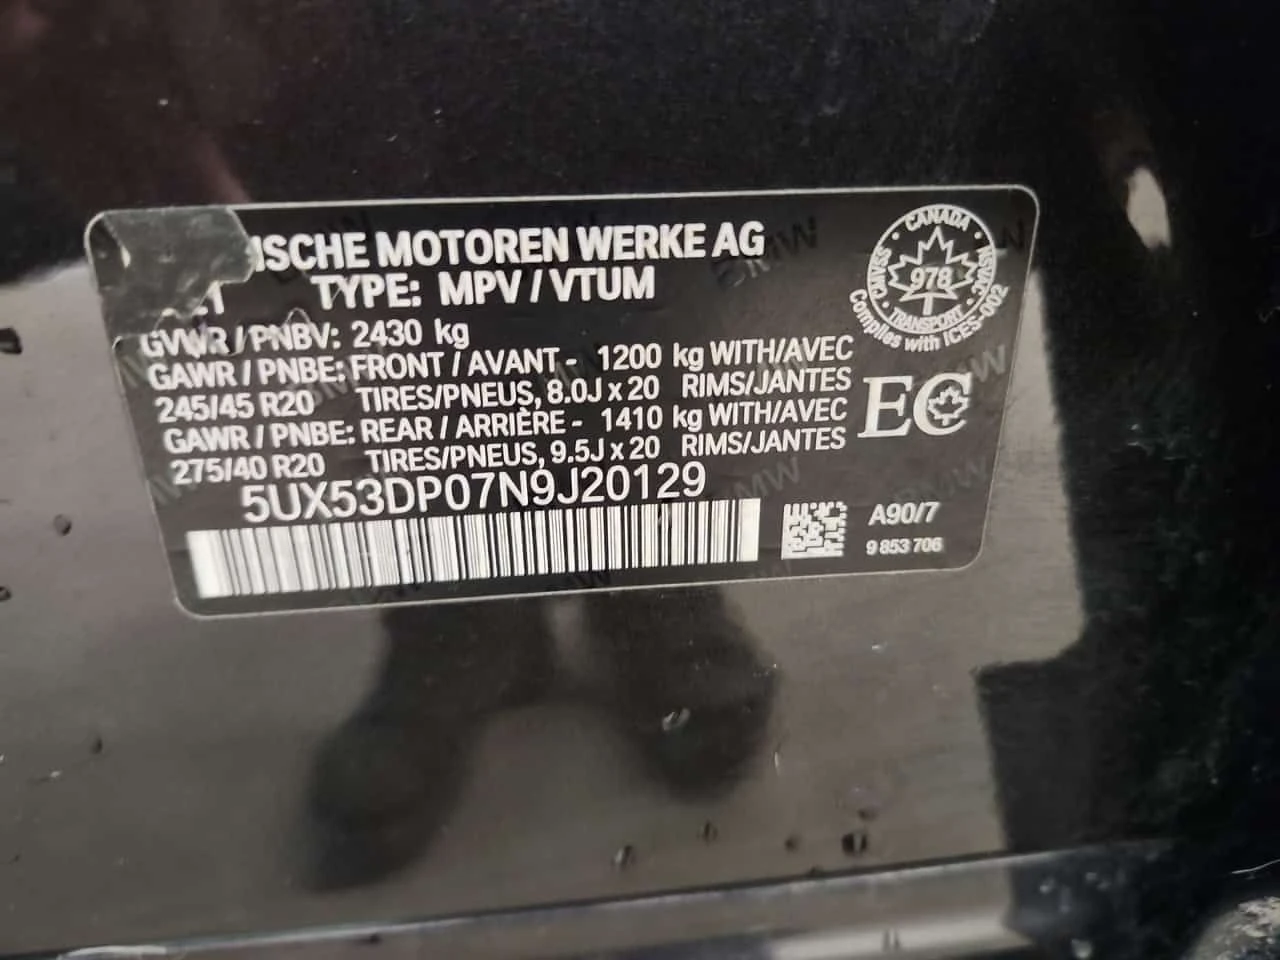 ISCHE MOTOREN WERKE AG
21 TYPE: MPV / VTUM
GVWR / PNBV: 2430 kg
GAWR / PNBE: FRONT / AVANT - 1200 kg WITH/AVEC
245/45 R20 TIRES/PNEUS, 8.0J x 20 RIMS/JANTES
GAWR / PNBE: REAR / ARRIÈRE - 1410 kg WITH/AVEC
275/40 R20 TIRES/PNEUS, 9.5J x 20 RIMS/JANTES
5UX53DP07N9J20129
CANADA
978
TRANSPORT
Complies with ICES-002
EC
A90/7
9 853 706
BMW